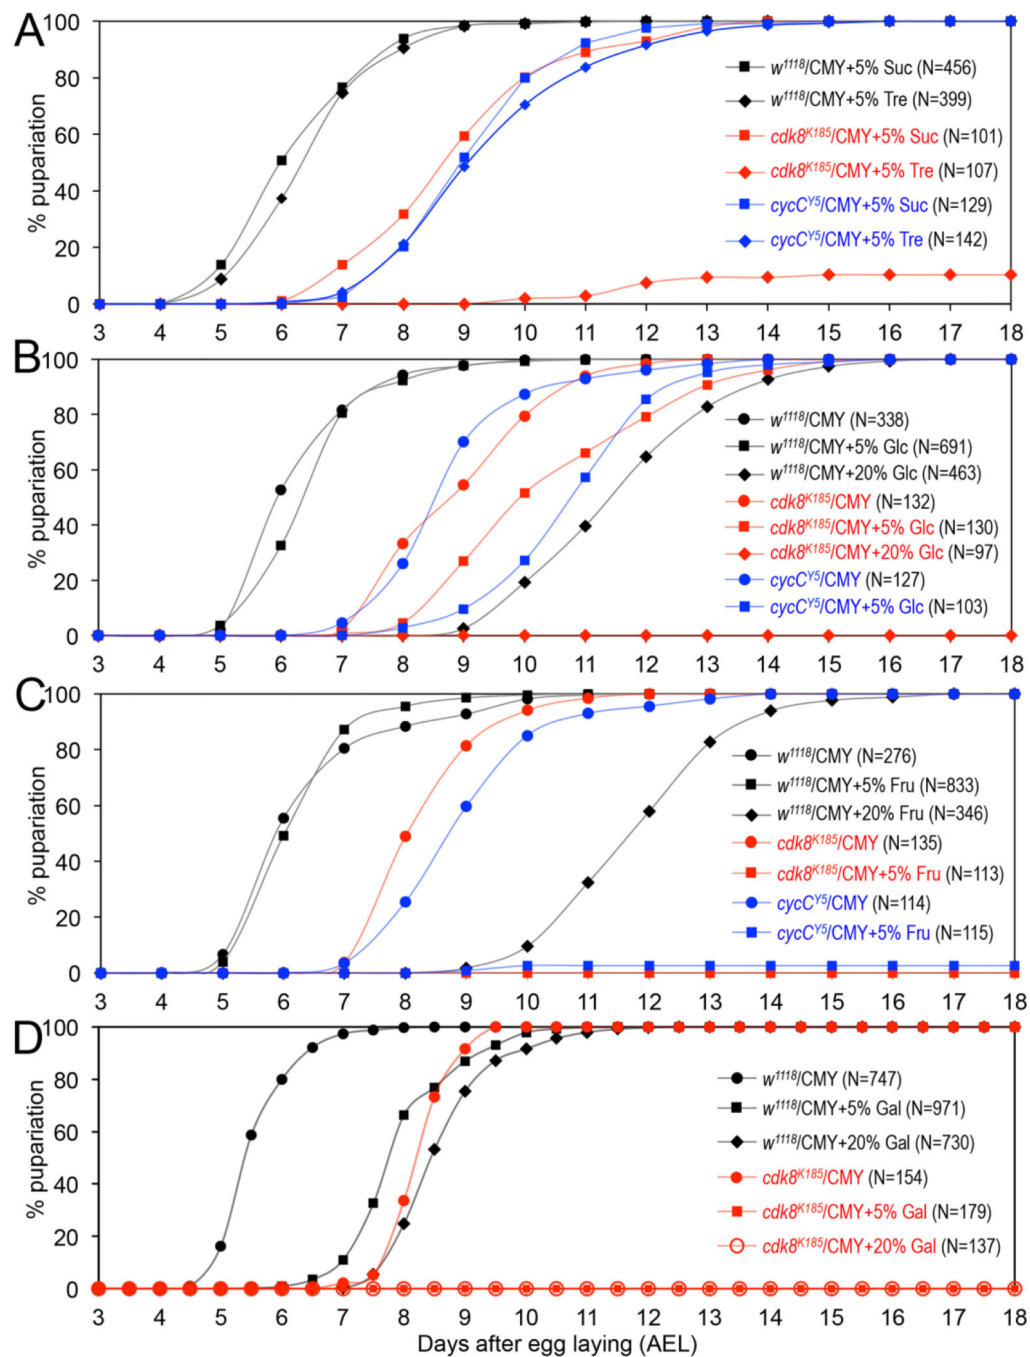 A
100
80
60
40
20
0
% pupariation
w1118/CMY+5% Suc (N=456)
w1118/CMY+5% Tre (N=399)
cdk8K185/CMY+5% Suc (N=101)
cdk8K185/CMY+5% Tre (N=107)
cycCY5/CMY+5% Suc (N=129)
cycCY5/CMY+5% Tre (N=142)
3 4 5 6 7 8 9 10 11 12 13 14 15 16 17 18
B
100
80
60
40
20
0
% pupariation
w1118/CMY (N=338)
w1118/CMY+5% Glc (N=691)
w1118/CMY+20% Glc (N=463)
cdk8K185/CMY (N=132)
cdk8K185/CMY+5% Glc (N=130)
cdk8K185/CMY+20% Glc (N=97)
cycCY5/CMY (N=127)
cycCY5/CMY+5% Glc (N=103)
3 4 5 6 7 8 9 10 11 12 13 14 15 16 17 18
C
100
80
60
40
20
0
% pupariation
w1118/CMY (N=276)
w1118/CMY+5% Fru (N=833)
w1118/CMY+20% Fru (N=346)
cdk8K185/CMY (N=135)
cdk8K185/CMY+5% Fru (N=113)
cycCY5/CMY (N=114)
cycCY5/CMY+5% Fru (N=115)
3 4 5 6 7 8 9 10 11 12 13 14 15 16 17 18
D
100
80
60
40
20
0
% pupariation
w1118/CMY (N=747)
w1118/CMY+5% Gal (N=971)
w1118/CMY+20% Gal (N=730)
cdk8K185/CMY (N=154)
cdk8K185/CMY+5% Gal (N=179)
cdk8K185/CMY+20% Gal (N=137)
3 4 5 6 7 8 9 10 11 12 13 14 15 16 17 18
Days after egg laying (AEL)